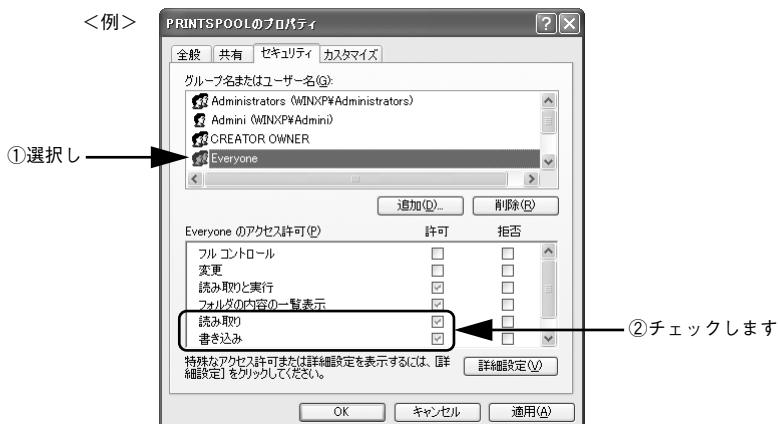 ＜例＞
PRINTSPOOLのプロパティ
全般 共有 セキュリティ カスタマイズ
グループ名またはユーザー名(G):
Administrators (WINXP¥Administrators)
Admini (WINXP¥Admini)
CREATOR OWNER
Everyone
①選択し
追加(D)... 削除(R)
Everyone のアクセス許可(P) 許可 拒否
フル コントロール
変更
読み取りと実行
フォルダの内容の一覧表示
読み取り
書き込み
②チェックします
特殊なアクセス許可または詳細設定を表示するには、[詳
細設定] をクリックしてください。
詳細設定(V)
OK キャンセル 適用(A)